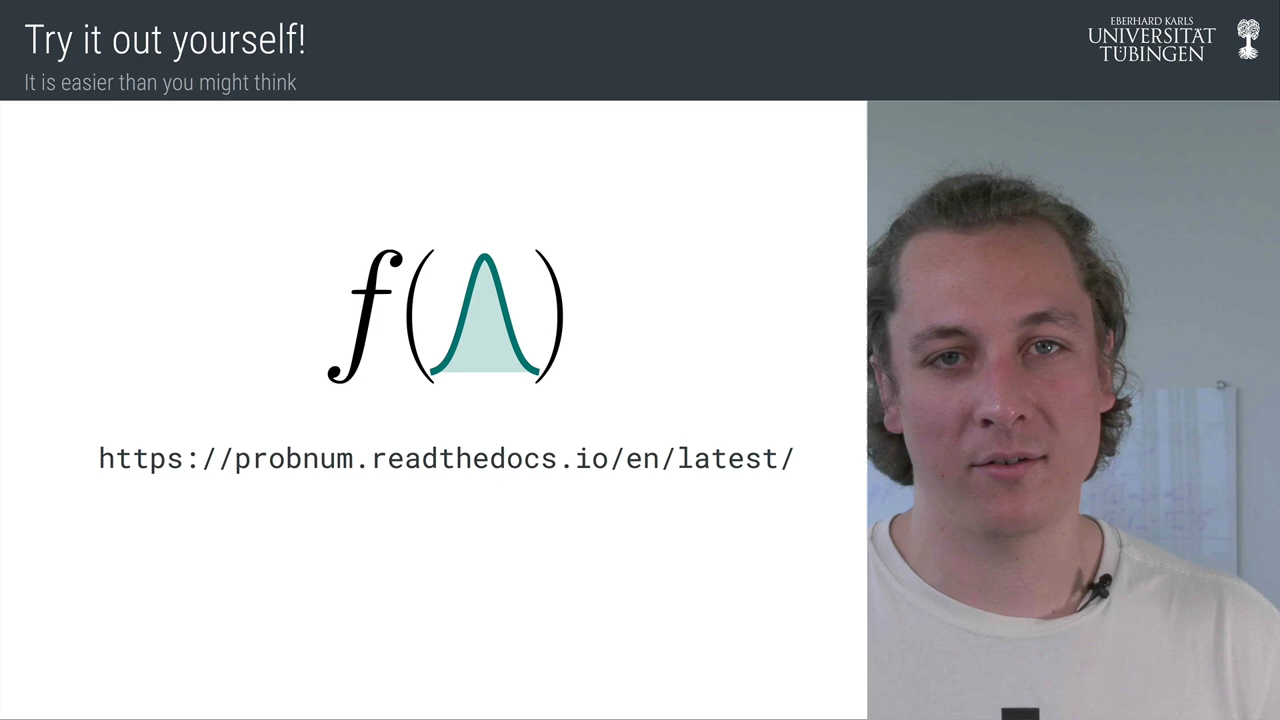 Try it out yourself!
It is easier than you might think
EBERHARD KARLS
UNIVERSITÄT
TÜBINGEN
f( )
https://probnum.readthedocs.io/en/latest/